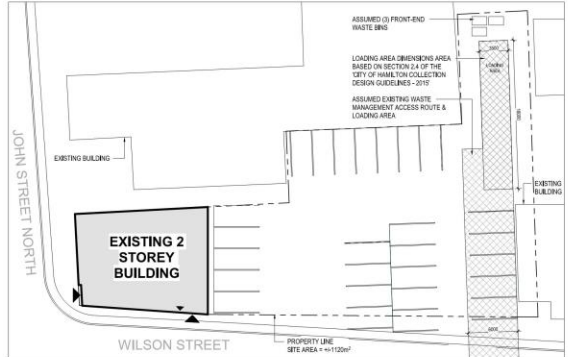 ASSUMED (3) FRONT-END
WASTE BINS
LOADING AREA DIMENSIONS AREA
BASED ON SECTION 2.4 OF THE
'CITY OF HAMILTON COLLECTION
DESIGN GUIDELINES - 2015'
ASSUMED EXISTING WASTE
MANAGEMENT ACCESS ROUTE &
LOADING AREA
LOADING
AREA
EXISTING BUILDING
EXISTING
BUILDING
JOHN STREET NORTH
EXISTING 2
STOREY
BUILDING
WILSON STREET
PROPERTY LINE
SITE AREA = +/-1120m²